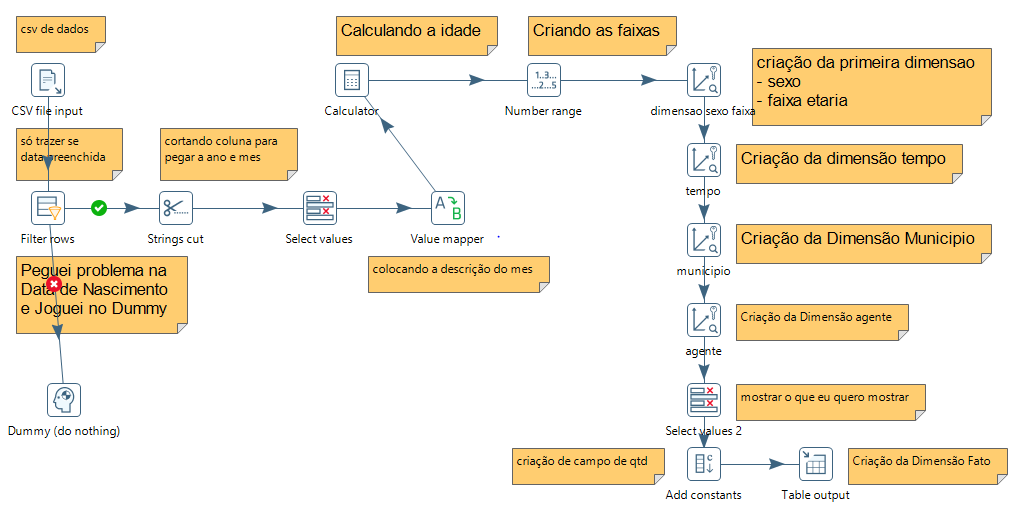 csv de dados
CSV file input
só trazer se
data preenchida
Filter rows
Peguei problema na
Data de Nascimento
e Joguei no Dummy
Dummy (do nothing)
cortando coluna para
pegar a ano e mes
Strings cut
Select values
Value mapper
colocando a descrição do mes
Calculando a idade
Calculator
Criando as faixas
1..3...
...2...5
Number range
dimensao sexo faixa
criação da primeira dimensao
- sexo
- faixa etaria
tempo
Criação da dimensão tempo
municipio
Criação da Dimensão Municipio
agente
Criação da Dimensão agente
Select values 2
mostrar o que eu quero mostrar
criação de campo de qtd
Add constants
Table output
Criação da Dimensão Fato